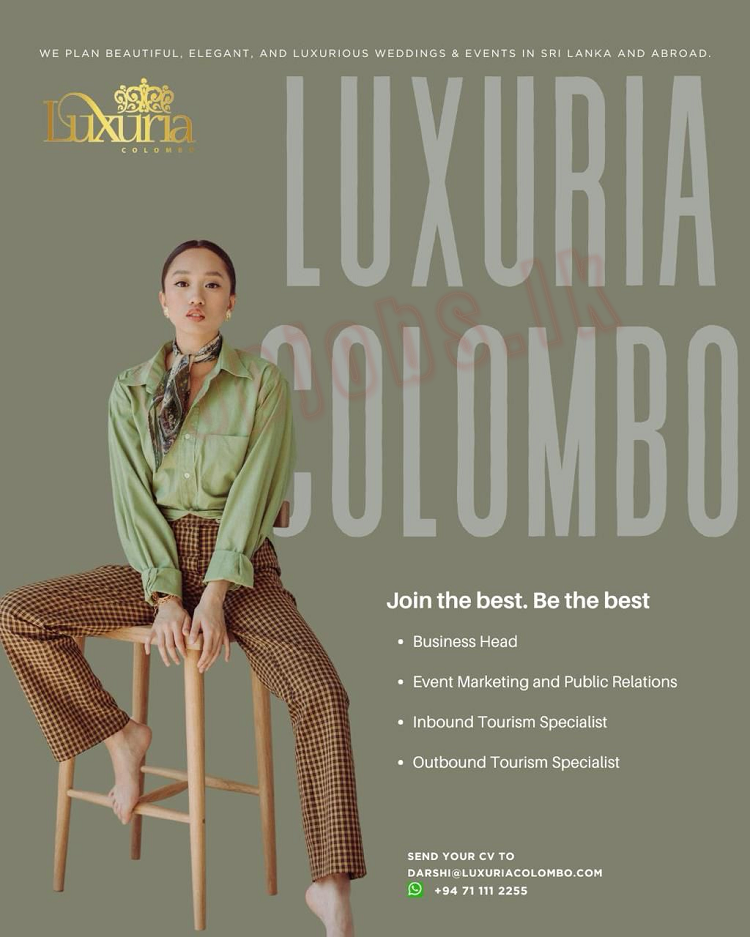 WE PLAN BEAUTIFUL, ELEGANT, AND LUXURIOUS WEDDINGS & EVENTS IN SRI LANKA AND ABROAD.
Luxuria
COLOMBO
LUXURIA
COLOMBO
jobs.lk
Join the best. Be the best
• Business Head
• Event Marketing and Public Relations
• Inbound Tourism Specialist
• Outbound Tourism Specialist
SEND YOUR CV TO
DARSHI@LUXURIACOLOMBO.COM
+94 71 111 2255